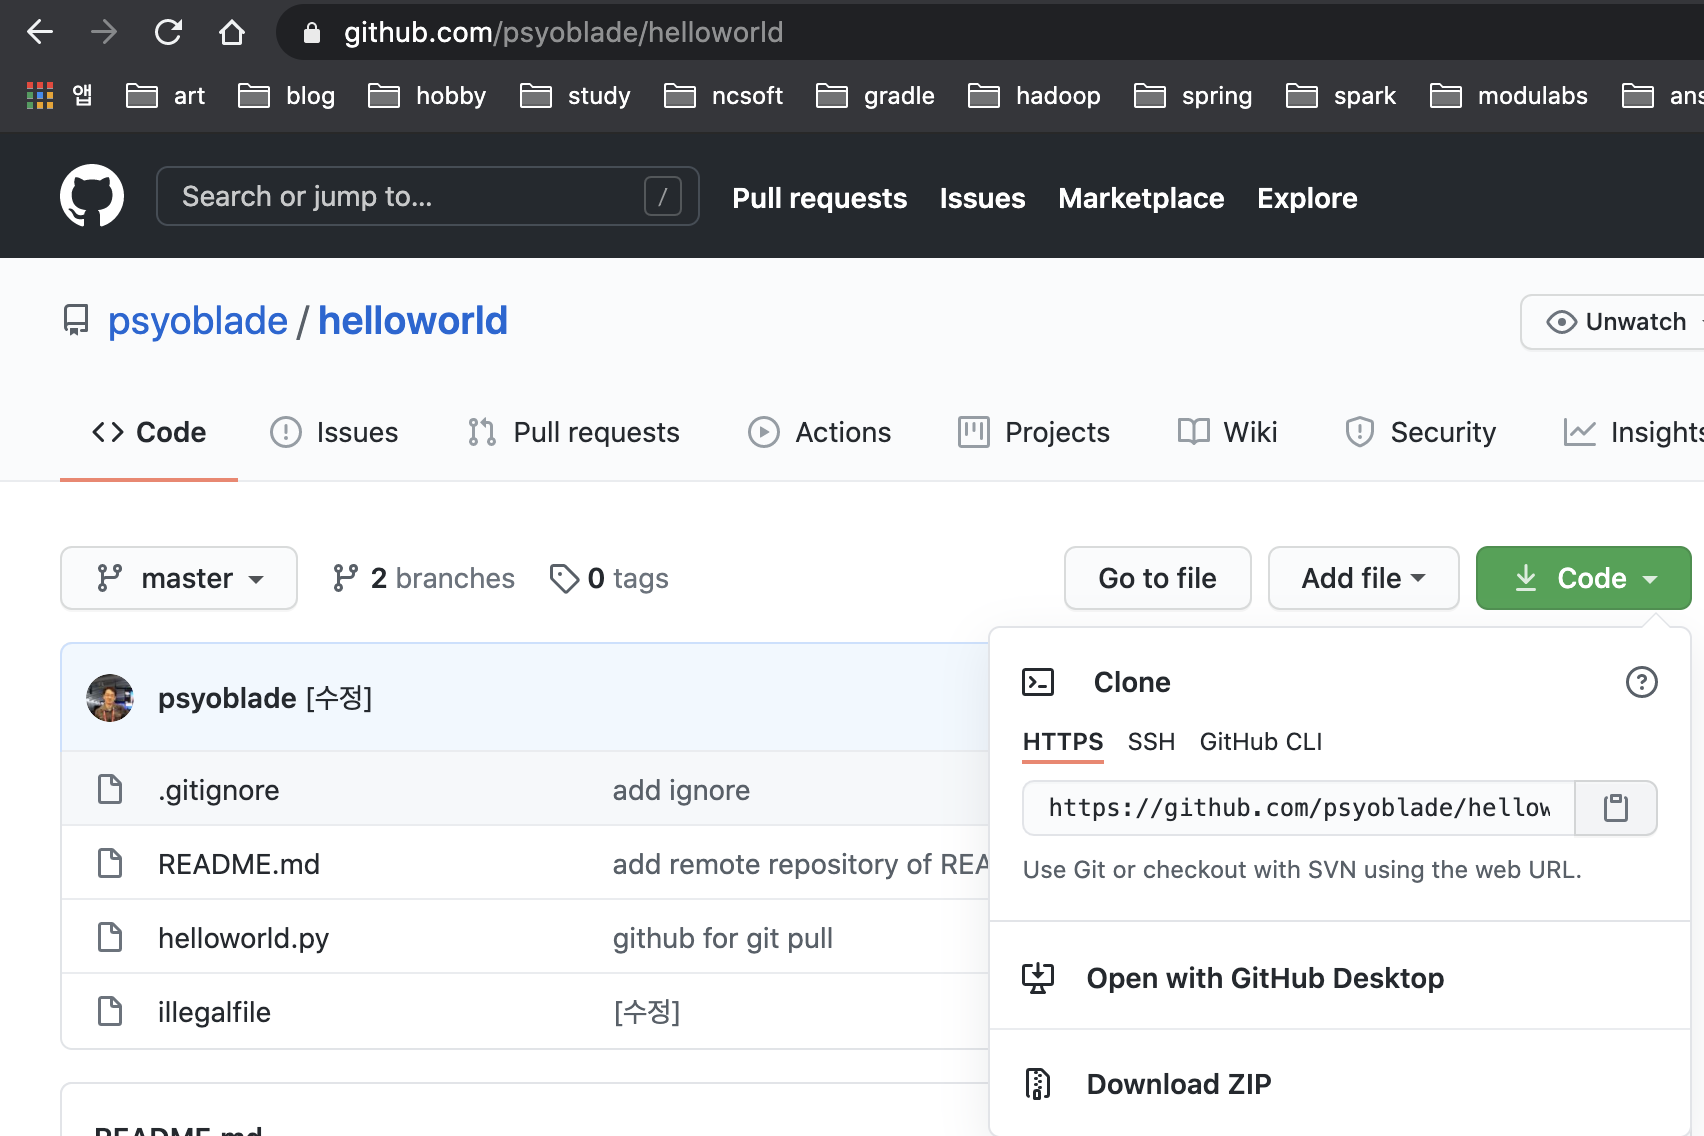 github.com/psyoblade/helloworld
앱 art blog hobby study ncsoft gradle hadoop spring spark modulabs ans
Search or jump to... / Pull requests Issues Marketplace Explore
psyoblade / helloworld Unwatch
Code Issues Pull requests Actions Projects Wiki Security Insights
master 2 branches 0 tags Go to file Add file Code
psyoblade [수정]
.gitignore add ignore
README.md add remote repository of REA
helloworld.py github for git pull
illegalfile [수정]
README.md
Clone
HTTPS SSH GitHub CLI
https://github.com/psyoblade/hellow
Use Git or checkout with SVN using the web URL.
Open with GitHub Desktop
Download ZIP